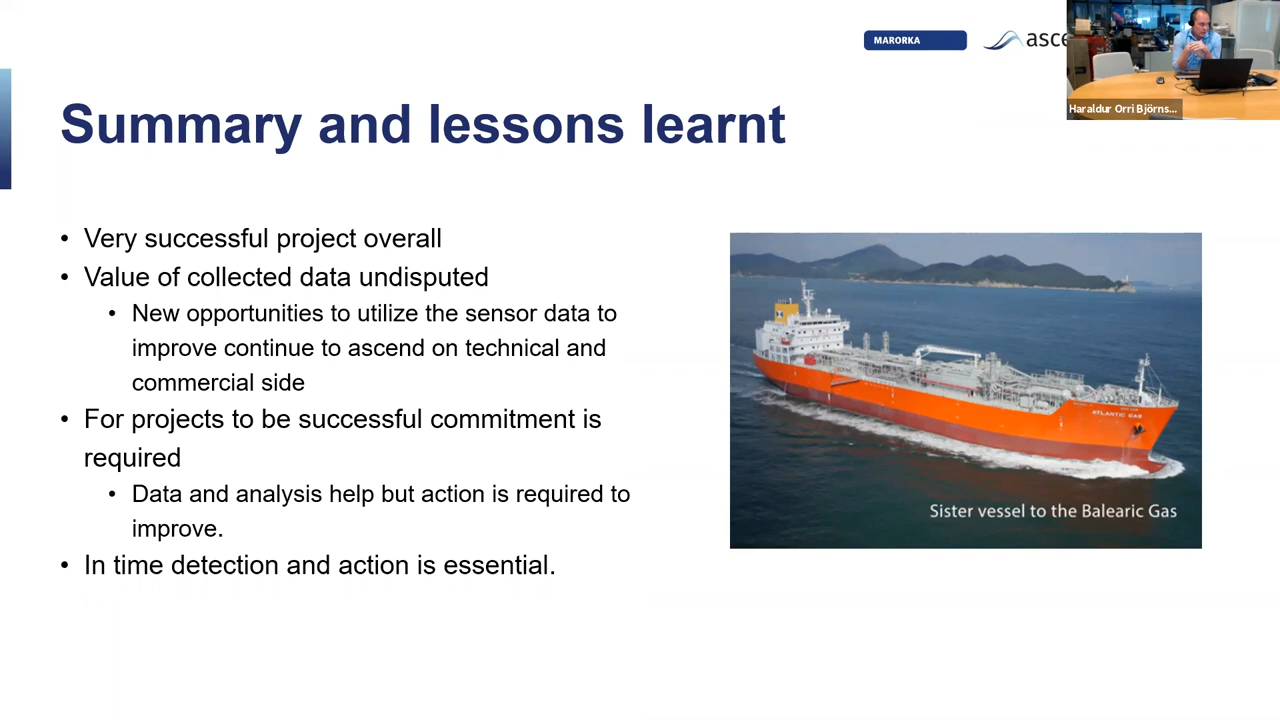 MARORKA
Haraldur Orri Björns...
Summary and lessons learnt
• Very successful project overall
• Value of collected data undisputed
• New opportunities to utilize the sensor data to
improve continue to ascend on technical and
commercial side
• For projects to be successful commitment is
required
• Data and analysis help but action is required to
improve.
• In time detection and action is essential.
ATLANTIC GAS
Sister vessel to the Balearic Gas